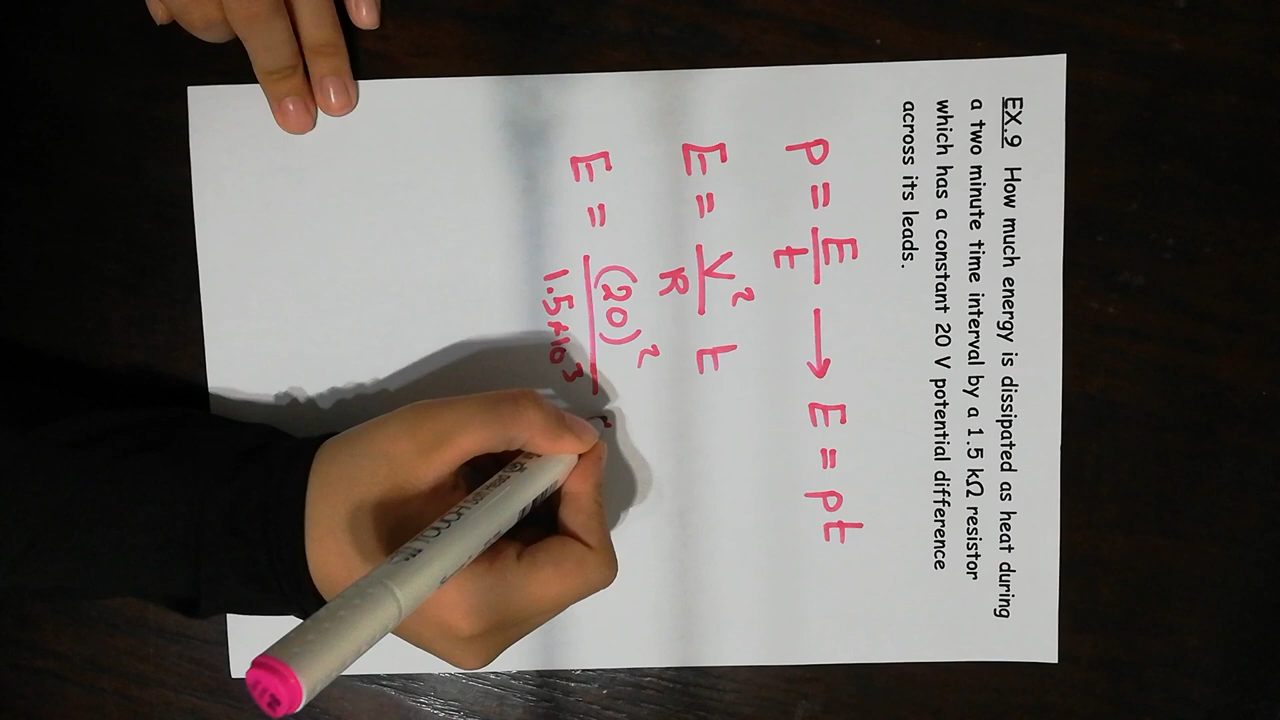 EX.9 How much energy is dissipated as heat during
a two minute time interval by a 1.5 kΩ resistor
which has a constant 20 V potential difference
across its leads.
P = E/t → E = pt
E = V²/R t
E = (20)²/1.5×10³
TOUCH